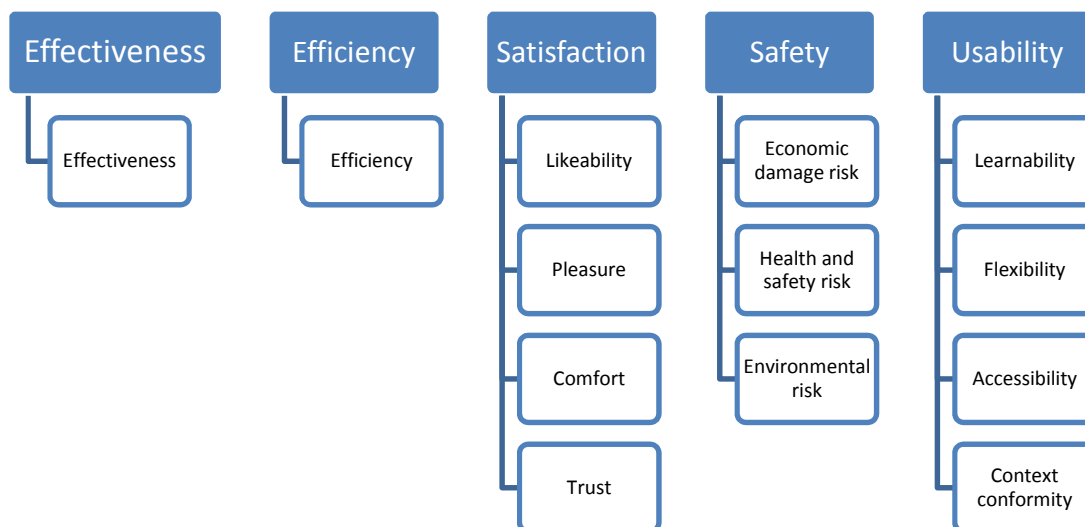 Effectiveness
Effectiveness
Efficiency
Efficiency
Satisfaction
Likeability
Pleasure
Comfort
Trust
Safety
Economic
damage risk
Health and
safety risk
Environmental
risk
Usability
Learnability
Flexibility
Accessibility
Context
conformity